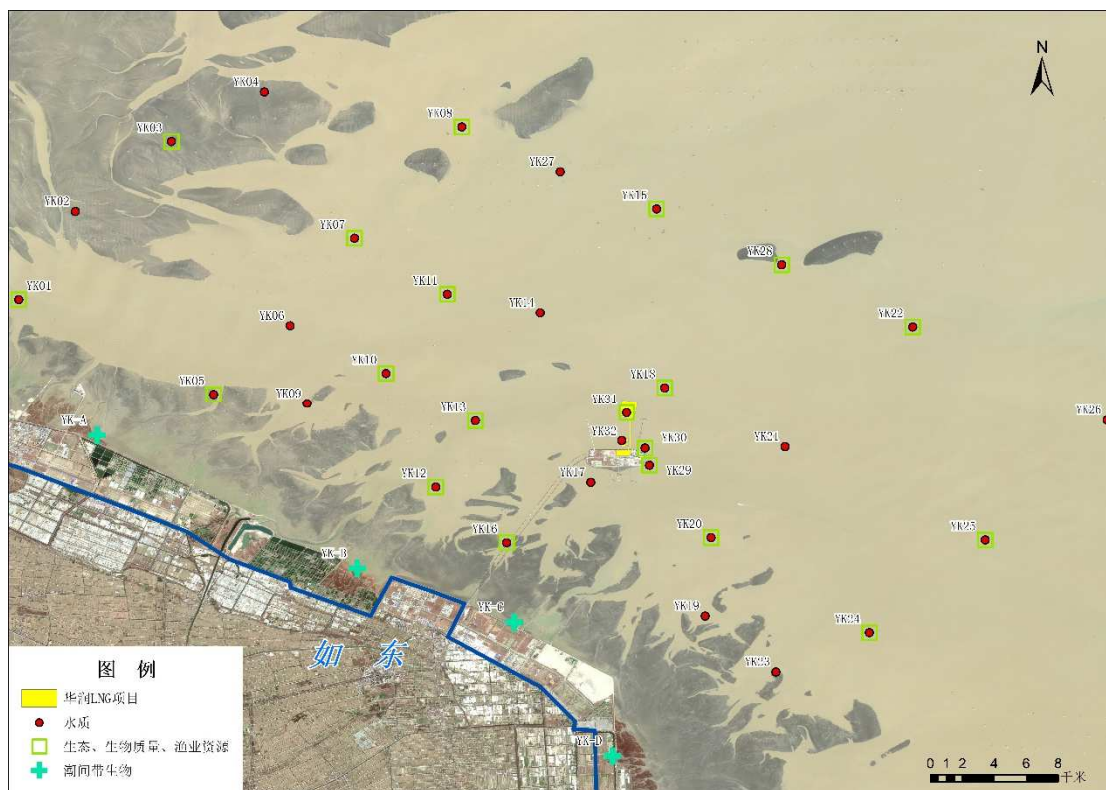 N
YK04
YK08
YK03
YK27
YK02
YK15
YK07
YK28
YK11
YK01
YK14
YK22
YK06
YK10
YK18
YK05
YK09
YK31
YK26
YK-A
YK13
YK32
YK30
YK21
YK29
YK12
YK17
YK16
YK20
YK25
YK-B
YK-C
YK19
YK24
如 东
YK23
YK-D
图 例
华润LNG项目
水质
生态、生物质量、渔业资源
潮间带生物
0 1 2 4 6 8
千米